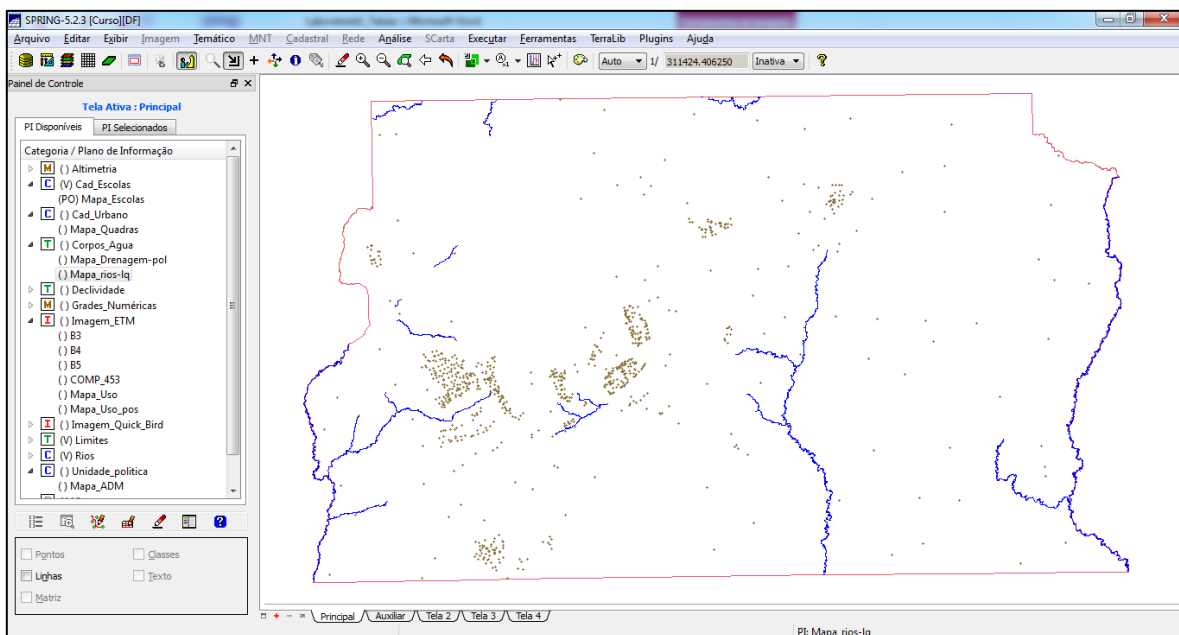 SPRING-5.2.3 [Curso][DF]
Arquivo Editar Exibir Imagem Temático MNT Cadastral Rede Análise SCarta Executar Ferramentas TerraLib Plugins Ajuda
Auto 1/ 311424.406250 Inativa
Painel de Controle
Tela Ativa : Principal
PI Disponíveis PI Selecionados
Categoria / Plano de Informação
M ( ) Altimetria
C (V) Cad_Escolas
(PO) Mapa_Escolas
C ( ) Cad_Urbano
( ) Mapa_Quadras
T ( ) Corpos_Agua
( ) Mapa_Drenagem-pol
( ) Mapa_rios-lq
T ( ) Declividade
M ( ) Grades_Numéricas
I ( ) Imagem_ETM
( ) B3
( ) B4
( ) B5
( ) COMP_453
( ) Mapa_Uso
( ) Mapa_Uso_pos
I ( ) Imagem_Quick_Bird
T (V) Limites
C (V) Rios
C ( ) Unidade_politica
( ) Mapa_ADM
Pontos Classes
Linhas Texto
Matriz
Principal Auxiliar Tela 2 Tela 3 Tela 4
PI: Mapa_rios-lq